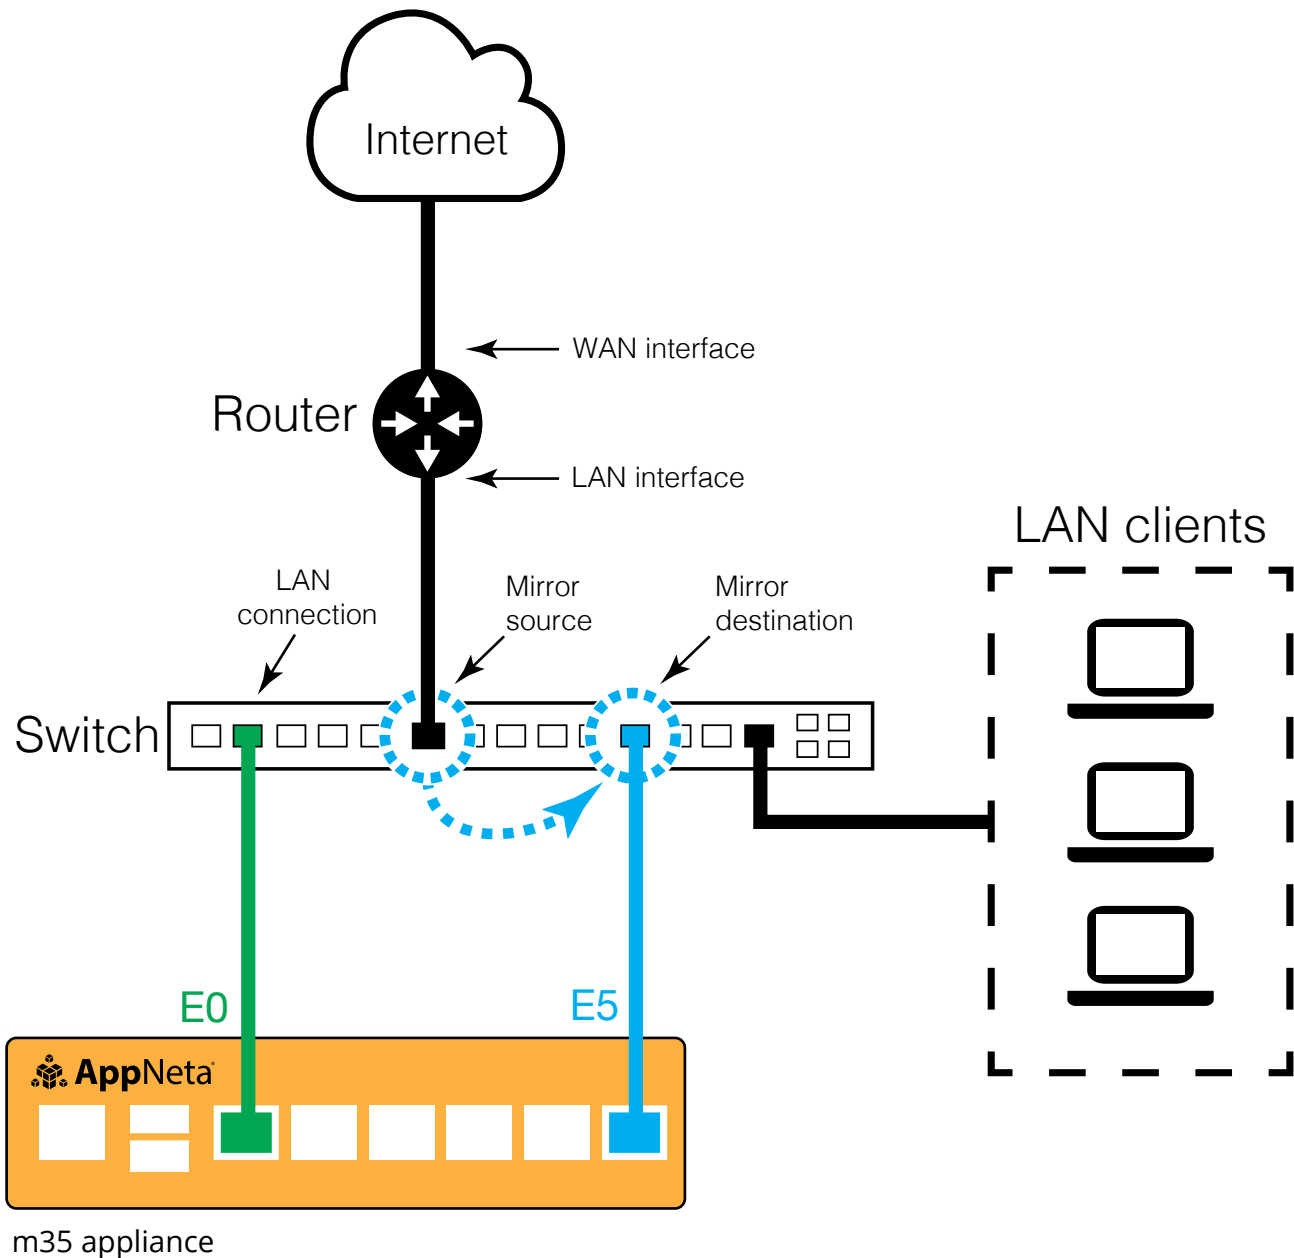 Internet
WAN interface
Router
LAN interface
LAN clients
LAN
connection
Mirror
source
Mirror
destination
Switch
E0
E5
AppNeta
m35 appliance